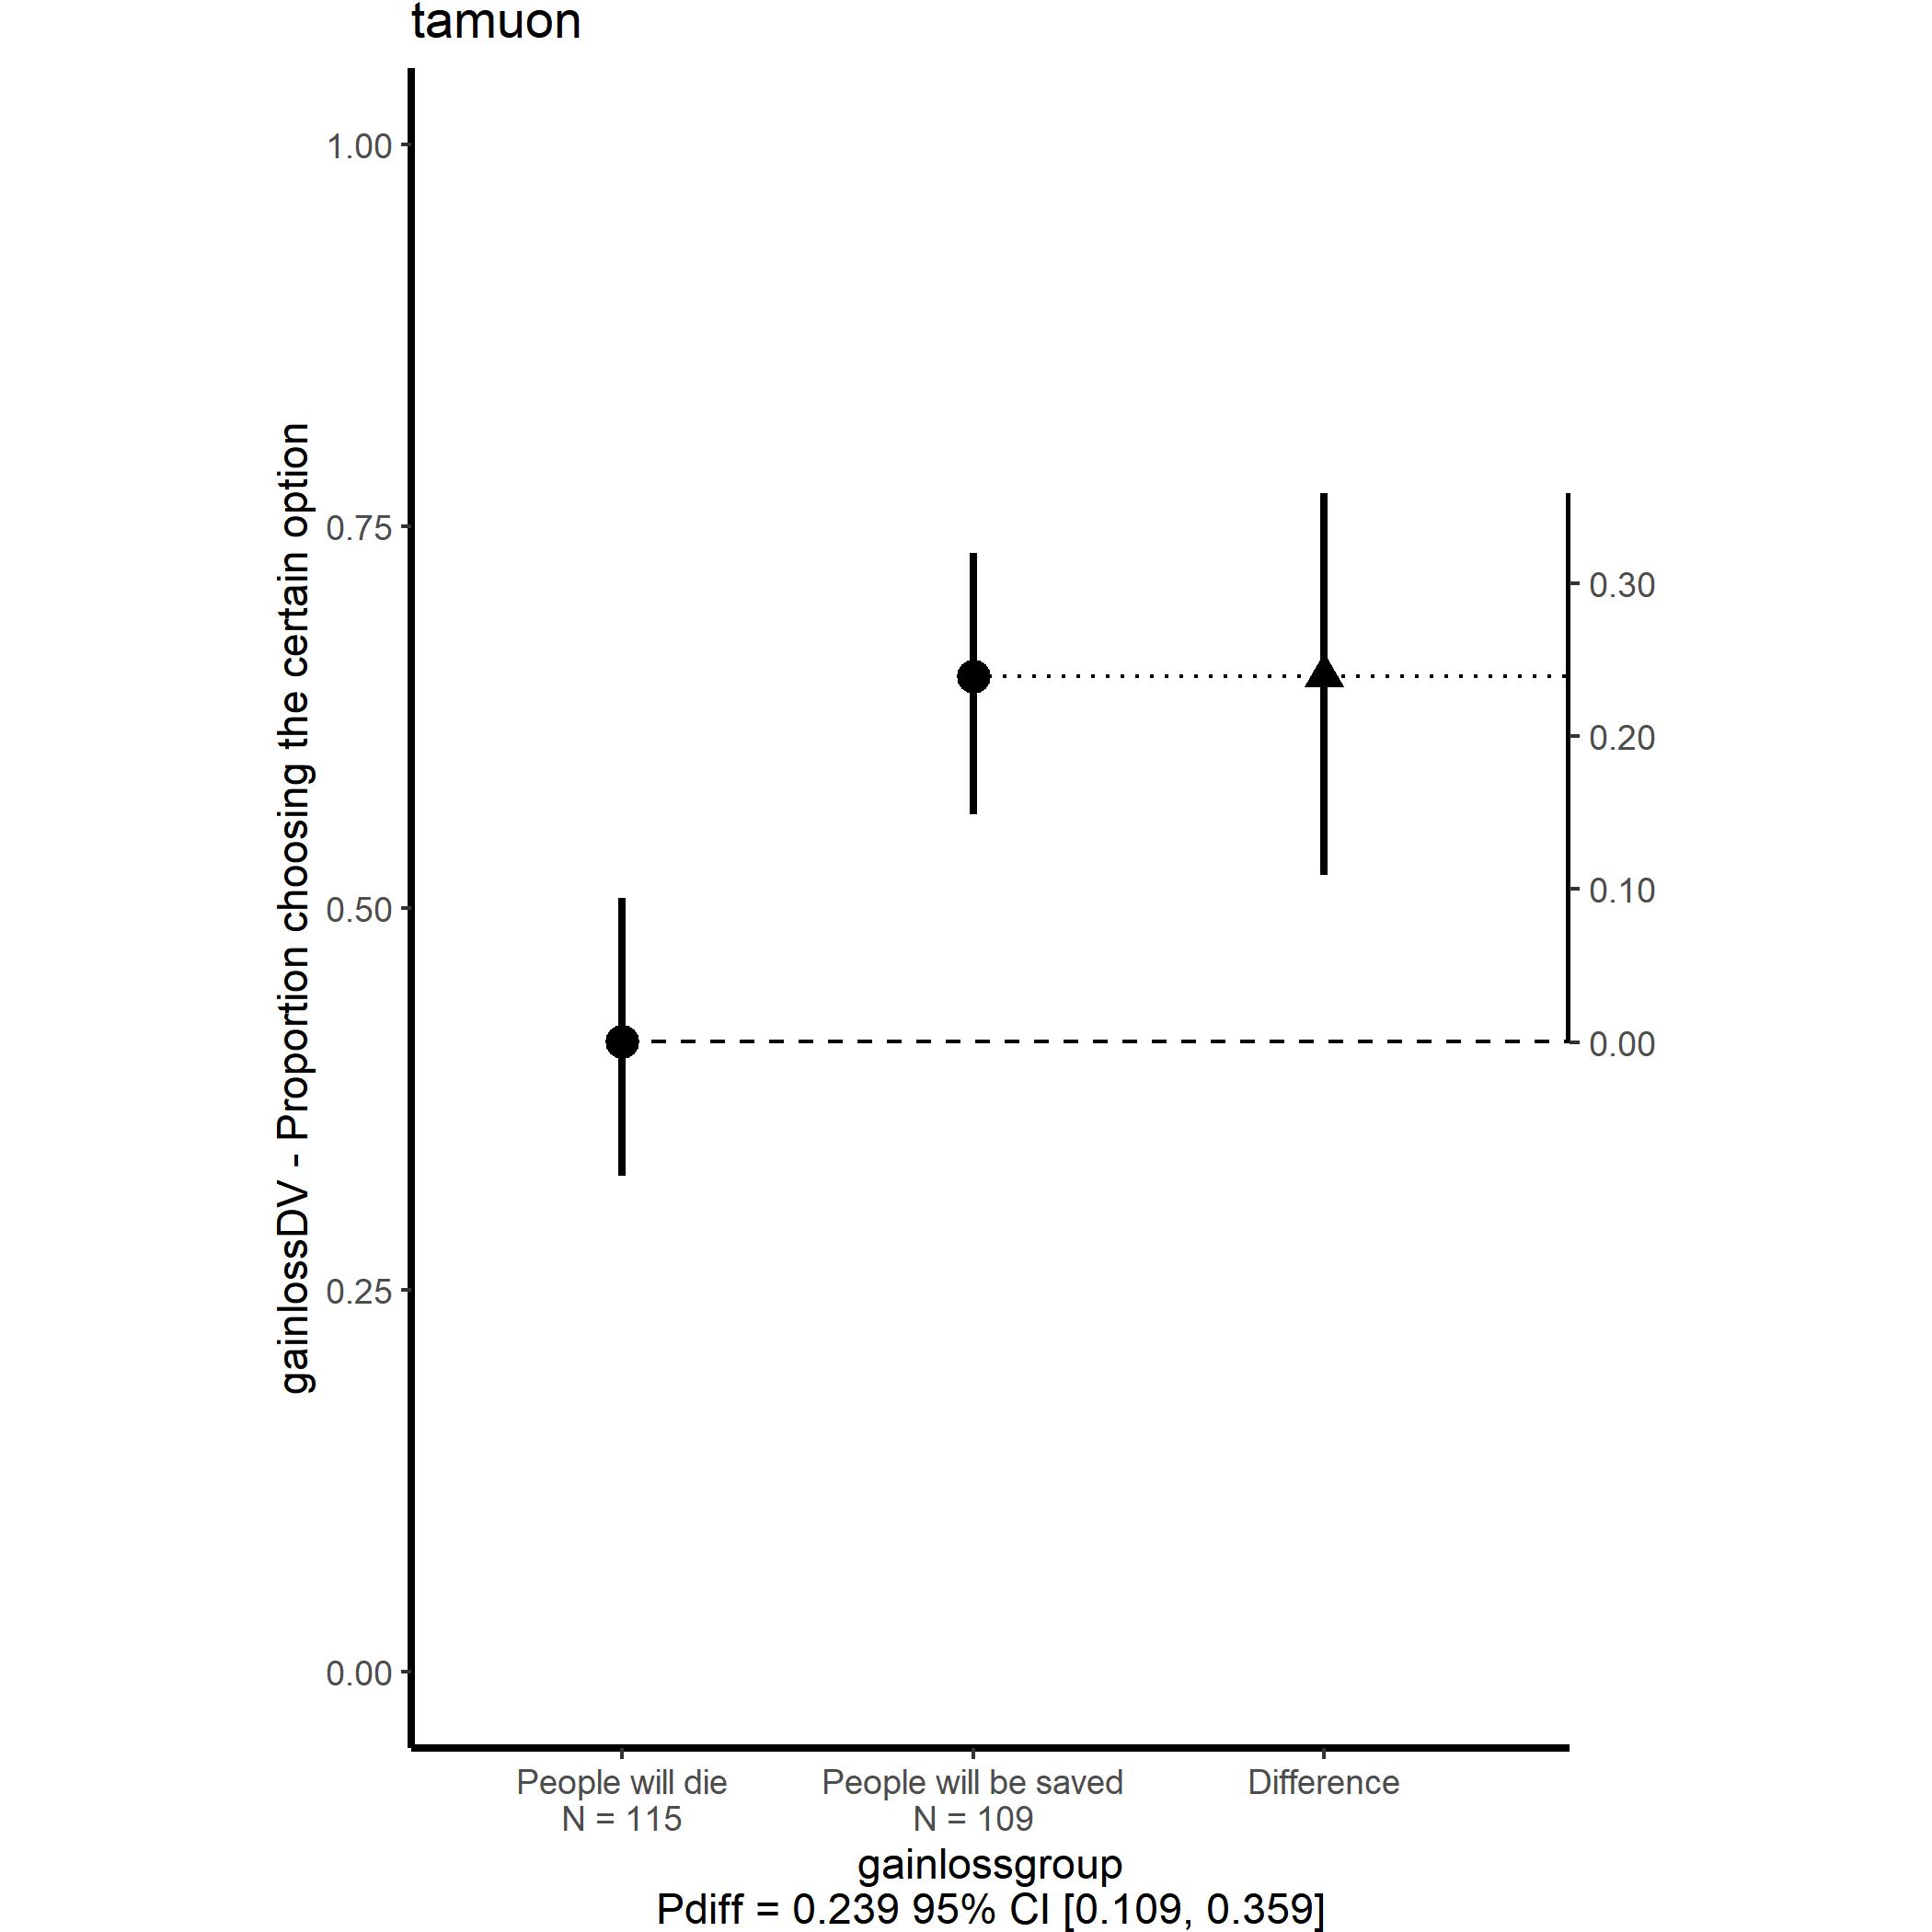 tamuon
gainlossDV - Proportion choosing the certain option
1.00
0.75
0.50
0.25
0.00
0.30
0.20
0.10
0.00
People will die
N = 115
People will be saved
N = 109
Difference
gainlossgroup
Pdiff = 0.239 95% CI [0.109, 0.359]